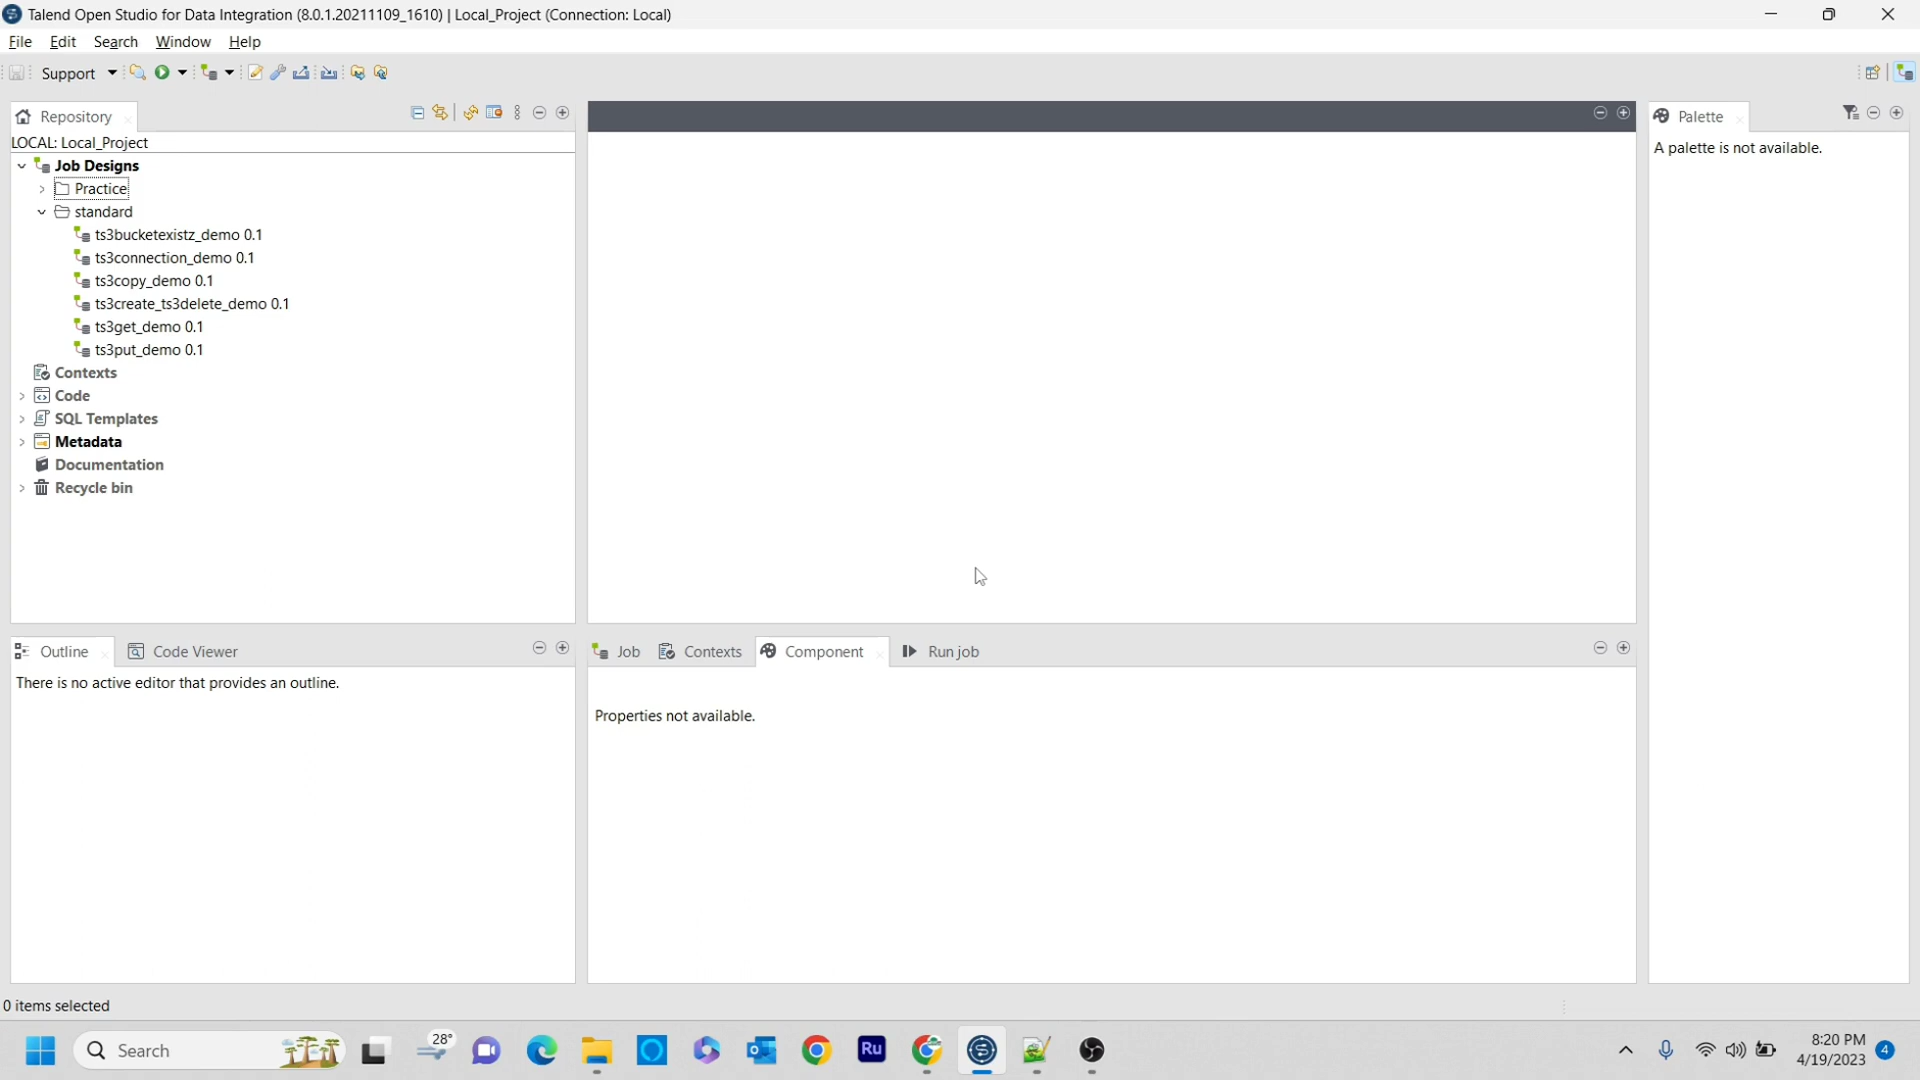 Talend Open Studio for Data Integration (8.0.1.20211109_1610) | Local_Project (Connection: Local)
File Edit Search Window Help
Support
Repository
LOCAL: Local_Project
Job Designs
Practice
standard
ts3bucketexistz_demo 0.1
ts3connection_demo 0.1
ts3copy_demo 0.1
ts3create_ts3delete_demo 0.1
ts3get_demo 0.1
ts3put_demo 0.1
Contexts
Code
SQL Templates
Metadata
Documentation
Recycle bin
Palette
A palette is not available.
Outline Code Viewer
There is no active editor that provides an outline.
Job Contexts Component Run job
Properties not available.
0 items selected
Search
28°
Ru
8:20 PM
4/19/2023
4